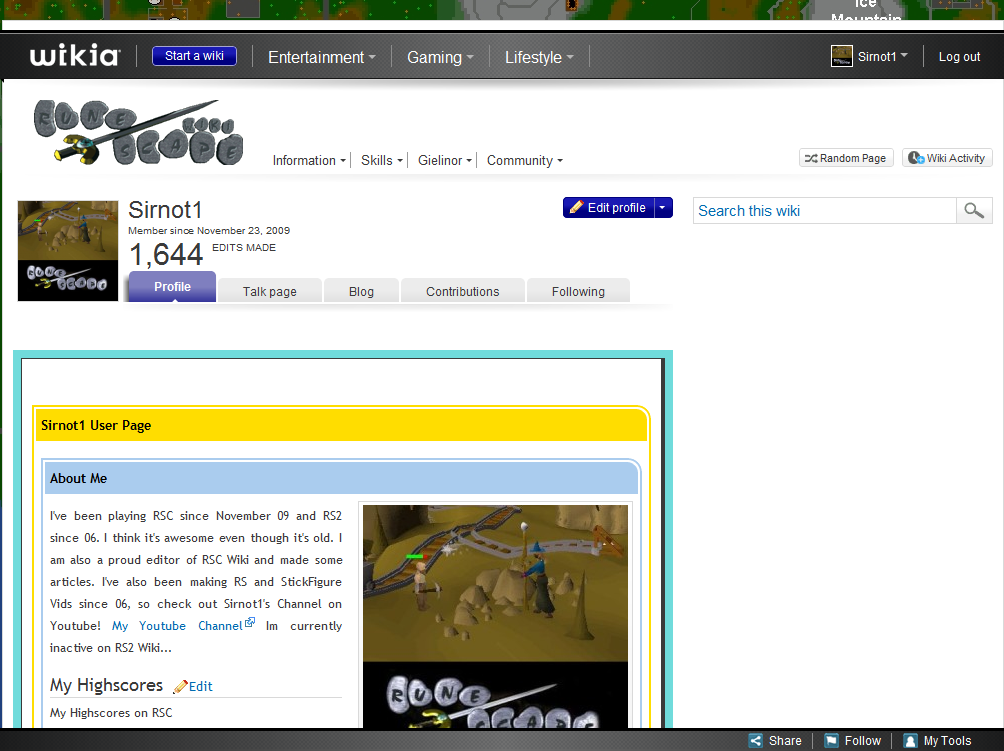 Ice
Mountain
wikia
Start a wiki
Entertainment
Gaming
Lifestyle
Sirnot1
Log out
RUNE
WIKI
SCAPE
Information
Skills
Gielinor
Community
Random Page
Wiki Activity
Sirnot1
Edit profile
Search this wiki
Member since November 23, 2009
1,644 EDITS MADE
RUNE
SCAPE
Profile
Talk page
Blog
Contributions
Following
Sirnot1 User Page
About Me
I've been playing RSC since November 09 and RS2
since 06. I think it's awesome even though it's old. I
am also a proud editor of RSC Wiki and made some
articles. I've also been making RS and StickFigure
Vids since 06, so check out Sirnot1's Channel on
Youtube! My Youtube Channel Im currently
inactive on RS2 Wiki...
My Highscores Edit
My Highscores on RSC
RUNE
SCAPE
Share
Follow
My Tools